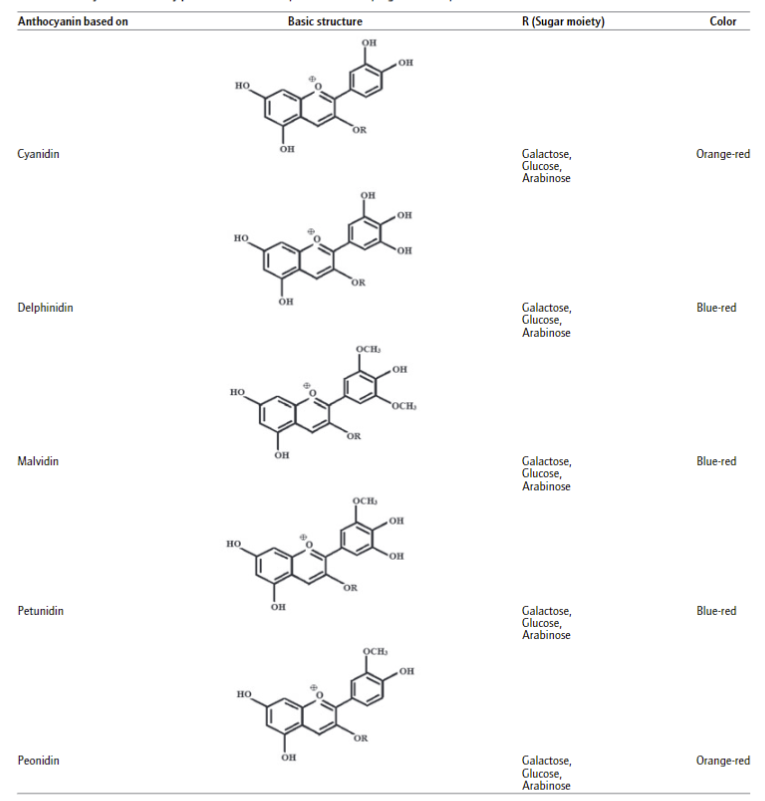 Anthocyanin based on Basic structure R (Sugar moiety) Color
OH
OH
HO
⊕
O
OR
OH
Cyanidin Galactose, Orange-red
Glucose,
Arabinose
OH
OH
HO
⊕
O
OH
OR
OH
Delphinidin Galactose, Blue-red
Glucose,
Arabinose
OCH₃
OH
HO
⊕
O
OCH₃
OR
OH
Malvidin Galactose, Blue-red
Glucose,
Arabinose
OCH₃
OH
HO
⊕
O
OH
OR
OH
Petunidin Galactose, Blue-red
Glucose,
Arabinose
OCH₃
OH
HO
⊕
O
OR
OH
Peonidin Galactose, Orange-red
Glucose,
Arabinose